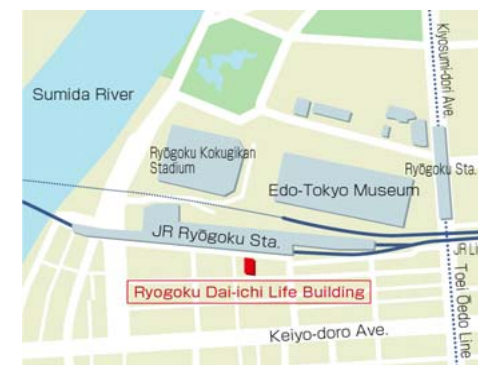 Kiyosumi-dori Ave.
Sumida River
Ryōgoku Kokugikan
Stadium
Ryōgoku Sta.
Edo-Tokyo Museum
JR Ryōgoku Sta.
Ryogoku Dai-ichi Life Building
Toei Ōedo Line
Keiyo-doro Ave.